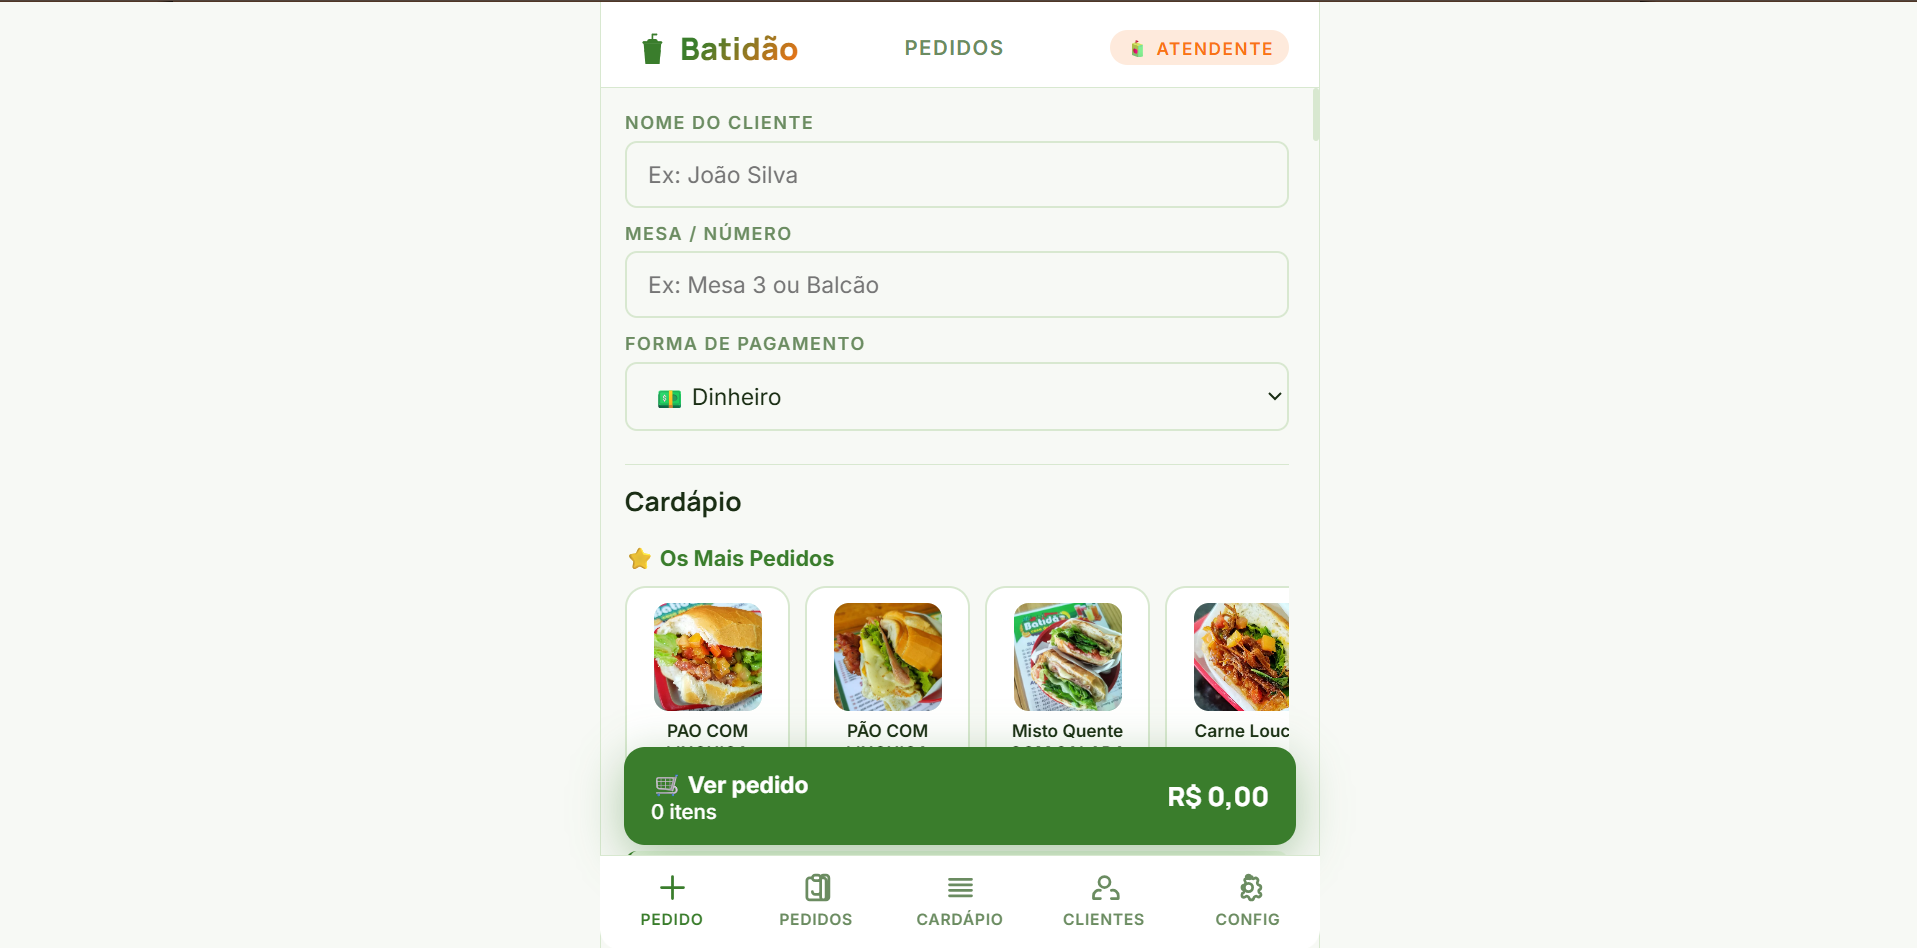 Batidão
PEDIDOS
ATENDENTE
NOME DO CLIENTE
Ex: João Silva
MESA / NÚMERO
Ex: Mesa 3 ou Balcão
FORMA DE PAGAMENTO
Dinheiro
Cardápio
Os Mais Pedidos
PAO COM
PÃO COM
Misto Quente
Carne Louc
Ver pedido
0 itens
R$ 0,00
PEDIDO
PEDIDOS
CARDÁPIO
CLIENTES
CONFIG